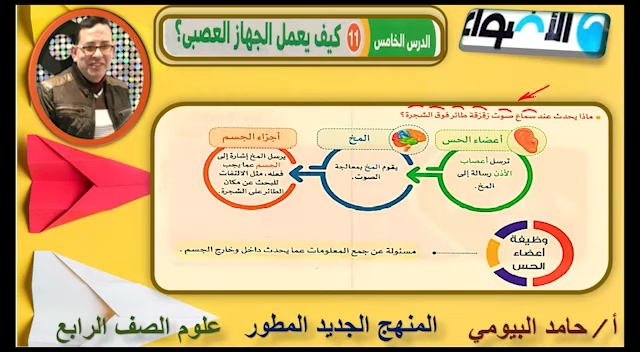 الأضواء
الدرس الخامس 11 كيف يعمل الجهاز العصبي؟
ماذا يحدث عند سماع صوت زقزقة طائر فوق الشجرة؟
أعضاء الحس
ترسل أعصاب
الأذن رسالة إلى
المخ.
المخ
يقوم المخ بمعالجة
الصوت.
أجزاء الجسم
يرسل المخ إشارة إلى
الجسم عما يجب
فعله، مثل الالتفات
للبحث عن مكان
الطائر على الشجرة.
وظيفة
أعضاء
الحس
مسئولة عن جمع المعلومات عما يحدث داخل وخارج الجسم.
أ / حامد البيومي المنهج الجديد المطور علوم الصف الرابع